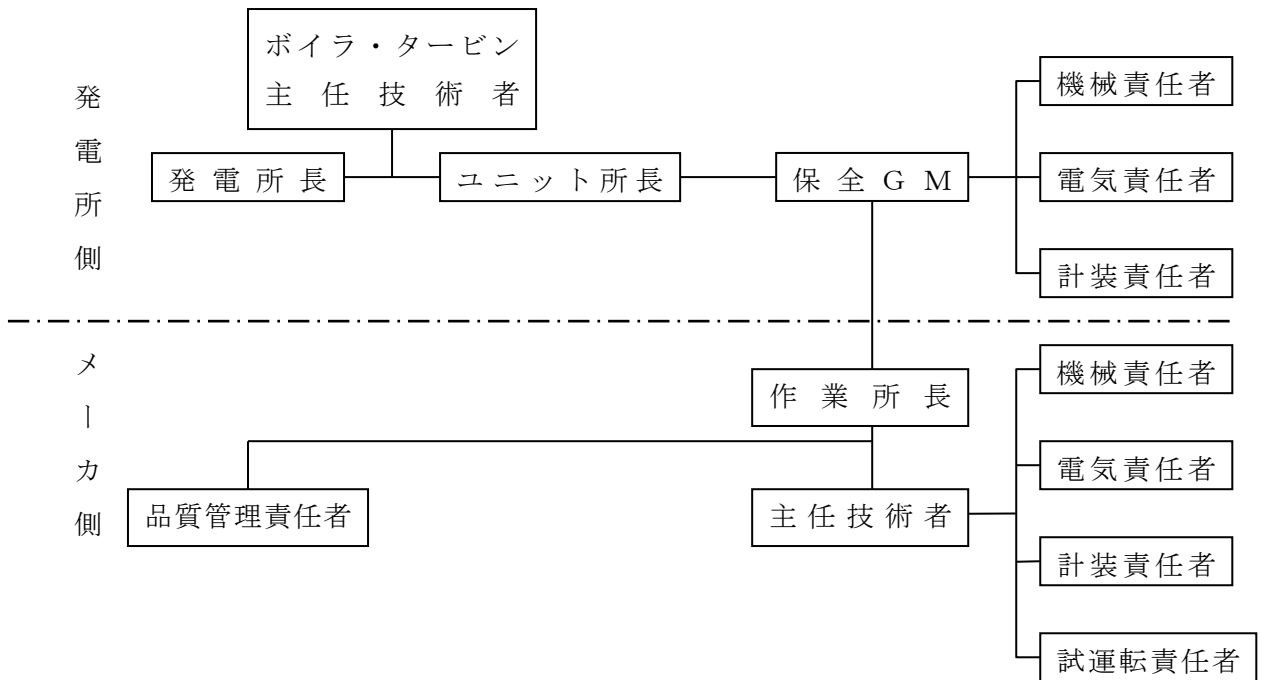 発電所側
ボイラ・タービン
主任技術者
発電所長
ユニット所長
保全GM
機械責任者
電気責任者
計装責任者
メーカ側
作業所長
品質管理責任者
主任技術者
機械責任者
電気責任者
計装責任者
試運転責任者